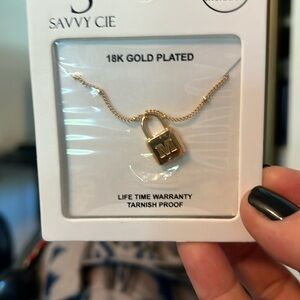 S
SAVVY CIE
18K GOLD PLATED
M
LIFE TIME WARRANTY
TARNISH PROOF